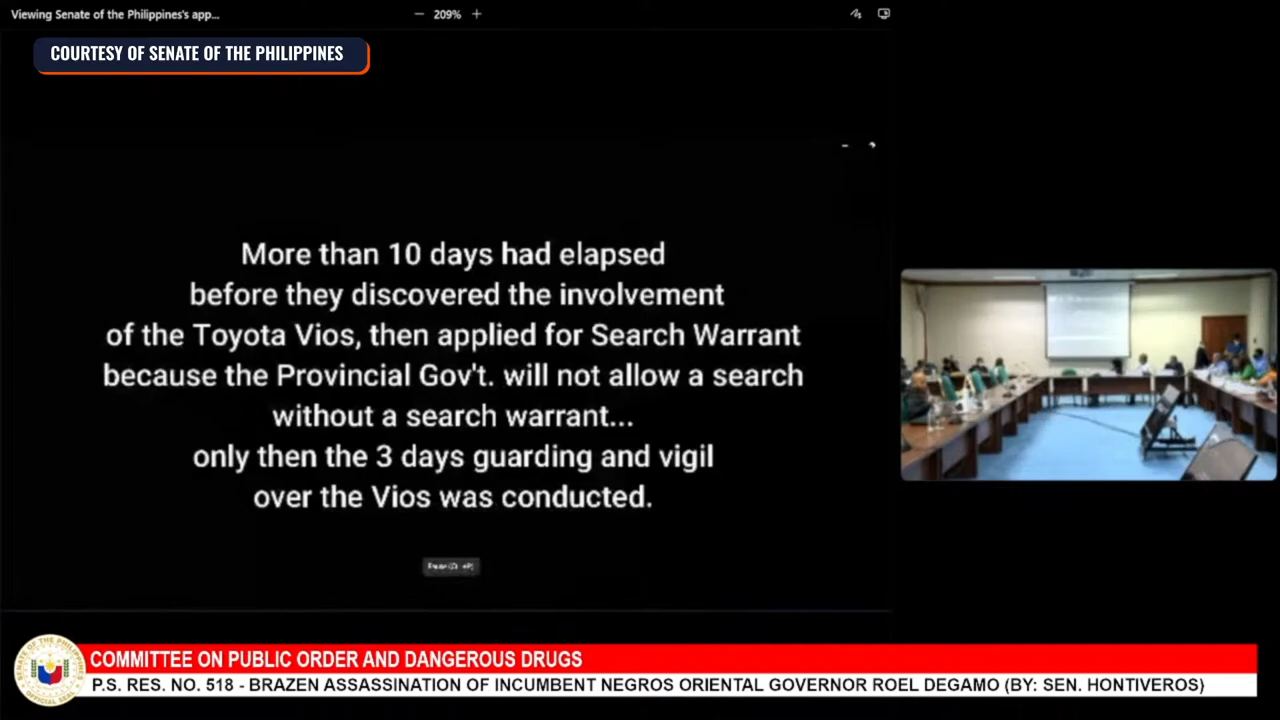 Viewing Senate of the Philippines's app...
209%
COURTESY OF SENATE OF THE PHILIPPINES
More than 10 days had elapsed
before they discovered the involvement
of the Toyota Vios, then applied for Search Warrant
because the Provincial Gov't. will not allow a search
without a search warrant...
only then the 3 days guarding and vigil
over the Vios was conducted.
COMMITTEE ON PUBLIC ORDER AND DANGEROUS DRUGS
P.S. RES. NO. 518 - BRAZEN ASSASSINATION OF INCUMBENT NEGROS ORIENTAL GOVERNOR ROEL DEGAMO (BY: SEN. HONTIVEROS)